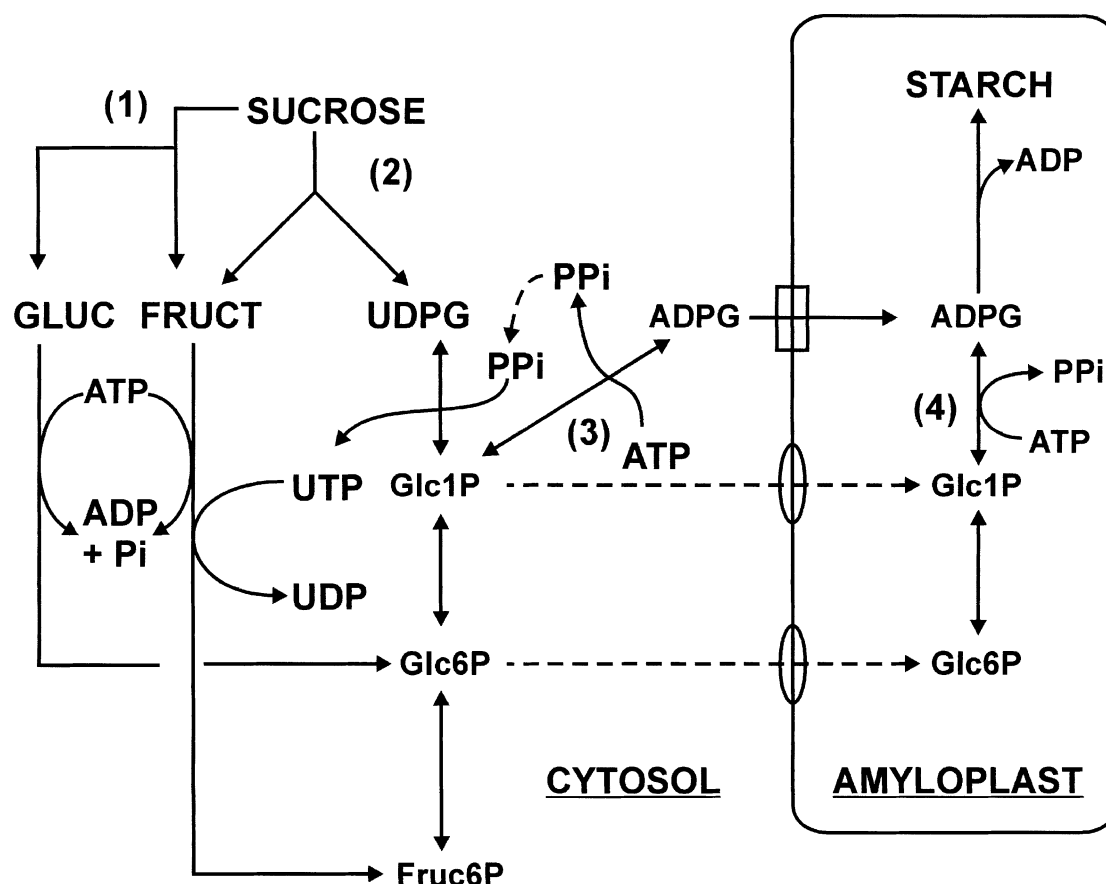 STARCH
(1)
SUCROSE
(2)
ADP
PPi
GLUC
FRUCT
UDPG
ADPG
ADPG
PPi
PPi
ATP
(3)
(4)
ATP
ATP
UTP
Glc1P
Glc1P
ADP
+ Pi
UDP
Glc6P
Glc6P
CYTOSOL
AMYLOPLAST
Fruc6P